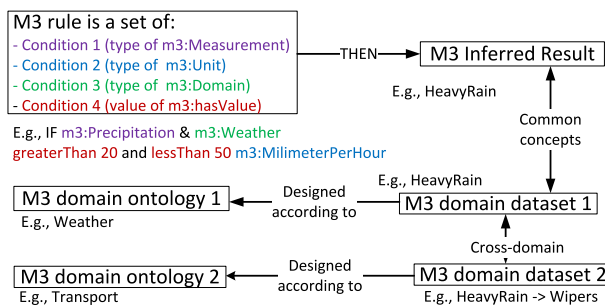 M3 rule is a set of:
- Condition 1 (type of m3:Measurement)
- Condition 2 (type of  m3:Unit)
- Condition 3 (type of m3:Domain)
- Condition 4 (value of m3:hasValue)
THEN
M3 Inferred Result
E.g., HeavyRain
E.g., IF m3:Precipitation & m3:Weather
greaterThan 20 and lessThan 50 m3:MilimeterPerHour
Common
concepts
E.g., HeavyRain
M3 domain ontology 1
Designed
according to
M3 domain dataset 1
E.g., Weather
Cross-domain
M3 domain ontology 2
Designed
according to
M3 domain dataset 2
E.g., Transport
E.g., HeavyRain -> Wipers